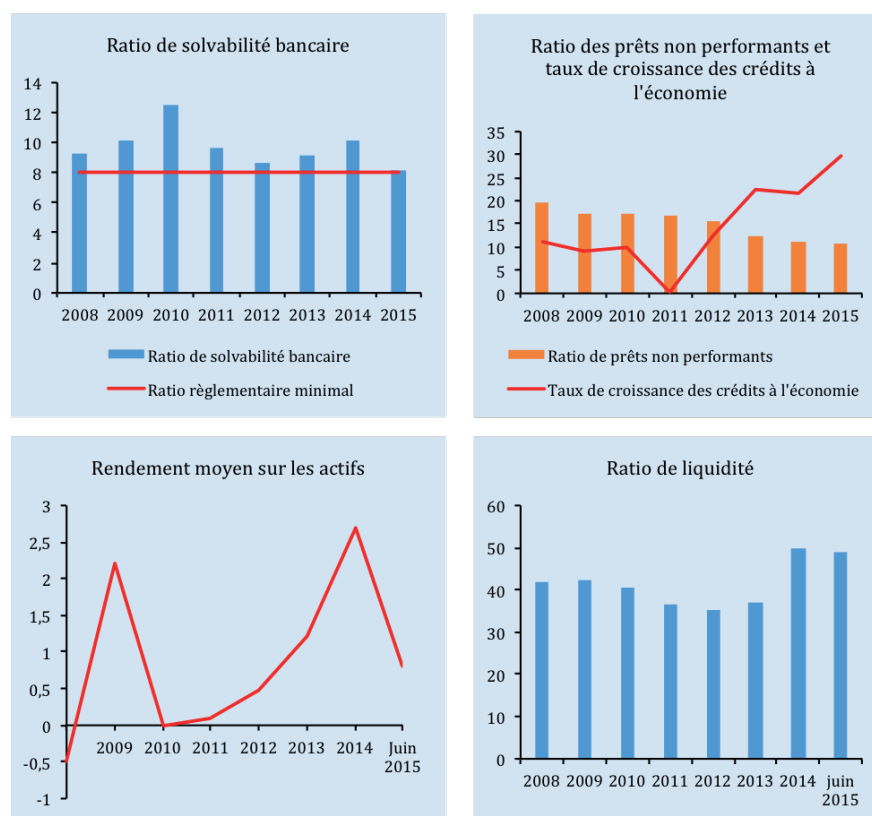 Ratio de solvabilité bancaire
14
12
10
8
6
4
2
0
2008 2009 2010 2011 2012 2013 2014 2015
Ratio de solvabilité bancaire
Ratio règlementaire minimal
Ratio des prêts non performants et
taux de croissance des crédits à
l'économie
35
30
25
20
15
10
5
0
2008 2009 2010 2011 2012 2013 2014 2015
Ratio de prêts non performants
Taux de croissance des crédits à l'économie
Rendement moyen sur les actifs
3
2,5
2
1,5
1
0,5
0
-0,5
-1
2009 2010 2011 2012 2013 2014 Juin
2015
Ratio de liquidité
60
50
40
30
20
10
0
2008 2009 2010 2011 2012 2013 2014 juin
2015